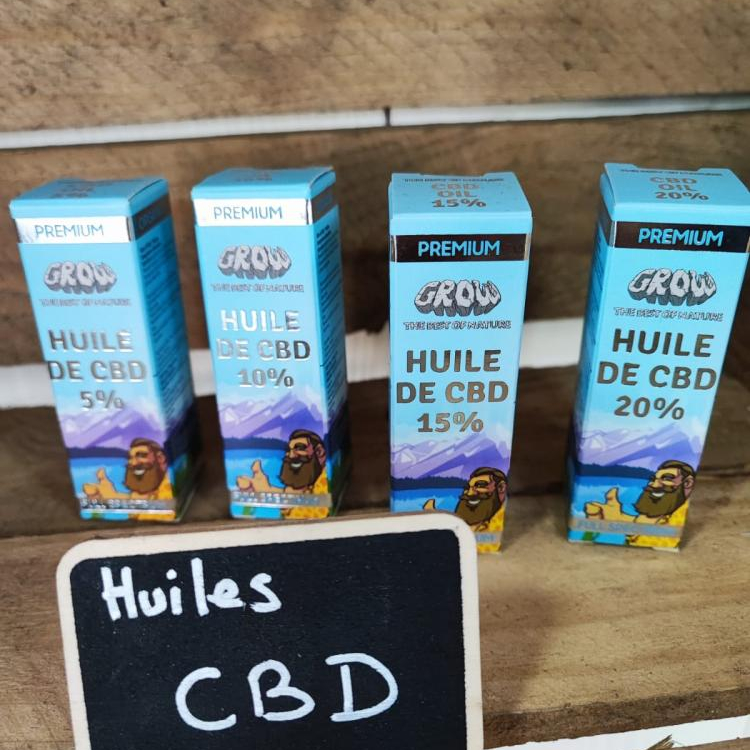 PREMIUM
GROW
THE BEST OF NATURE
HUILE
DE CBD
5%
PREMIUM
GROW
THE BEST OF NATURE
HUILE
DE CBD
10%
CBD
OIL
15%
PREMIUM
GROW
THE BEST OF NATURE
HUILE
DE CBD
15%
CBD
OIL
20%
PREMIUM
GROW
THE BEST OF NATURE
HUILE
DE CBD
20%
Huiles
CBD